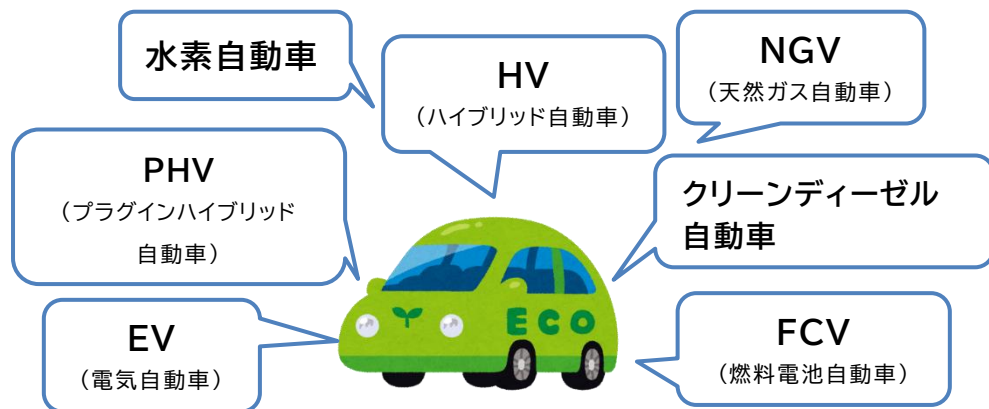 水素自動車
HV
（ハイブリッド自動車）
NGV
（天然ガス自動車）
PHV
（プラグインハイブリッド
自動車）
クリーンディーゼル
自動車
EV
（電気自動車）
ECO
FCV
（燃料電池自動車）